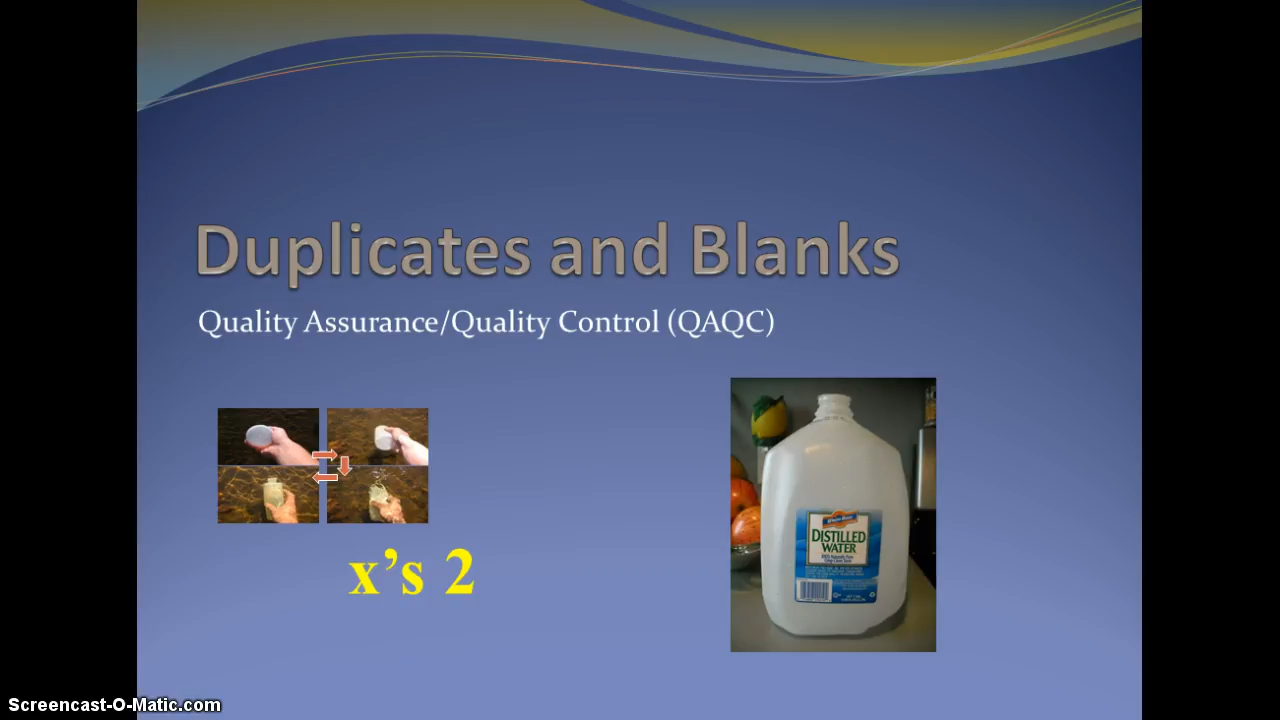 Duplicates and Blanks
Quality Assurance/Quality Control (QAQC)
x's 2
DISTILLED
WATER
Screencast-O-Matic.com